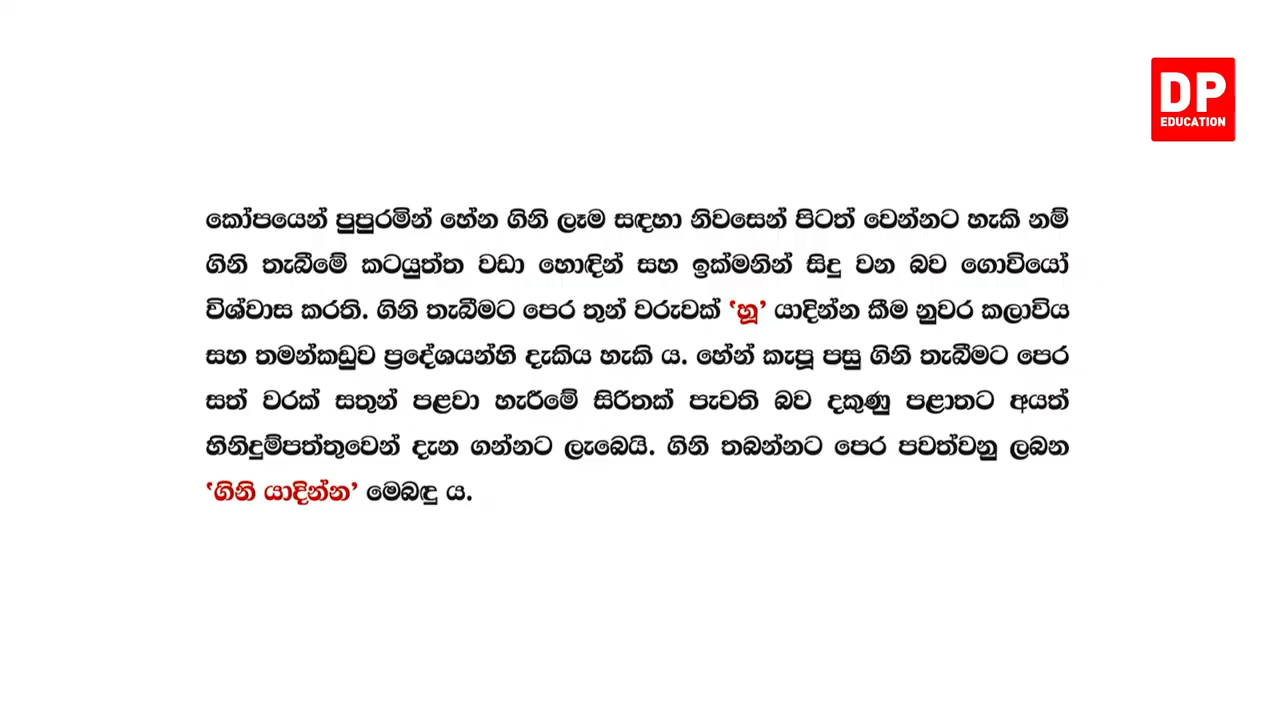 DP
EDUCATION
කෝපයෙන් පුපුරමින් හේන ගිනි ලෑම සඳහා නිවසෙන් පිටත් වෙන්නට හැකි නම්
ගිනි තැබීමේ කටයුත්ත වඩා හොඳින් සහ ඉක්මනින් සිදු වන බව ගොවියෝ
විශ්වාස කරති. ගිනි තැබීමට පෙර තුන් වරුවක් ‘හූ’ යාදින්න කීම නුවර කලාවිය
සහ තමන්කඩුව ප්‍රදේශයන්හි දැකිය හැකි ය. හේන් කැපූ පසු ගිනි තැබීමට පෙර
සත් වරක් සතුන් පළවා හැරීමේ සිරිතක් පැවති බව දකුණු පළාතට අයත්
හිනිදුම්පත්තුවෙන් දැන ගන්නට ලැබෙයි. ගිනි තබන්නට පෙර පවත්වනු ලබන
‘ගිනි යාදින්න’ මෙබඳු ය.